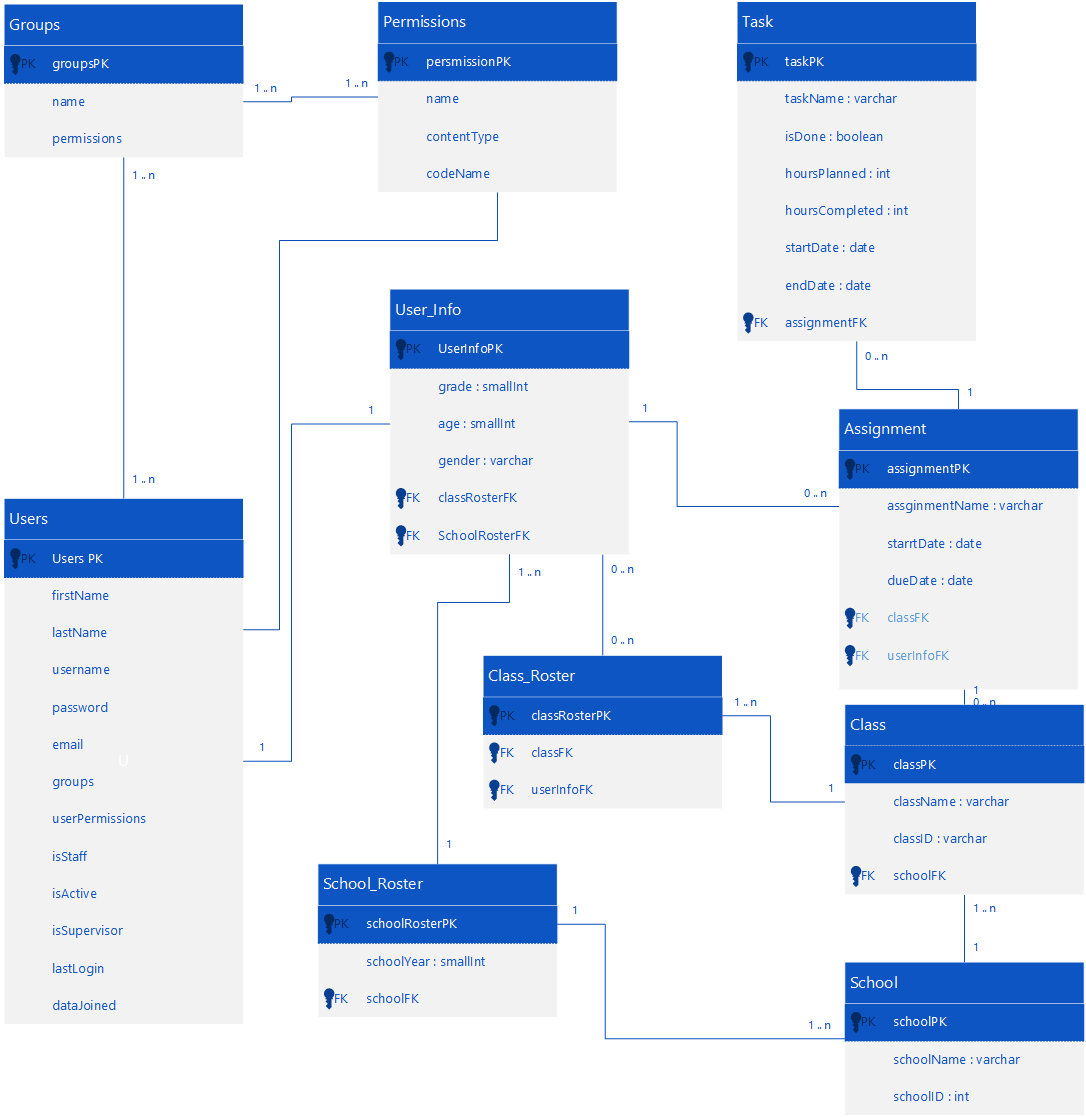 Groups
PK groupsPK
name
permissions
1 .. n
1 .. n
Permissions
PK persmissionPK
name
contentType
codeName
Task
PK taskPK
taskName : varchar
isDone : boolean
hoursPlanned : int
hoursCompleted : int
startDate : date
endDate : date
FK assignmentFK
1 .. n
1 .. n
0 .. n
1
User_Info
PK UserInfoPK
grade : smallInt
age : smallInt
gender : varchar
FK classRosterFK
FK SchoolRosterFK
1
1
0 .. n
Assignment
PK assignmentPK
assginmentName : varchar
starrtDate : date
dueDate : date
FK classFK
FK userInfoFK
1
0 .. n
Users
PK Users PK
firstName
lastName
username
password
email
U
groups
userPermissions
isStaff
isActive
isSupervisor
lastLogin
dataJoined
1
1 .. n
0 .. n
0 .. n
Class_Roster
PK classRosterPK
FK classFK
FK userInfoFK
1 .. n
1
Class
PK classPK
className : varchar
classID : varchar
FK schoolFK
1
School_Roster
PK schoolRosterPK
schoolYear : smallInt
FK schoolFK
1
1 .. n
1 .. n
1
School
PK schoolPK
schoolName : varchar
schoolID : int